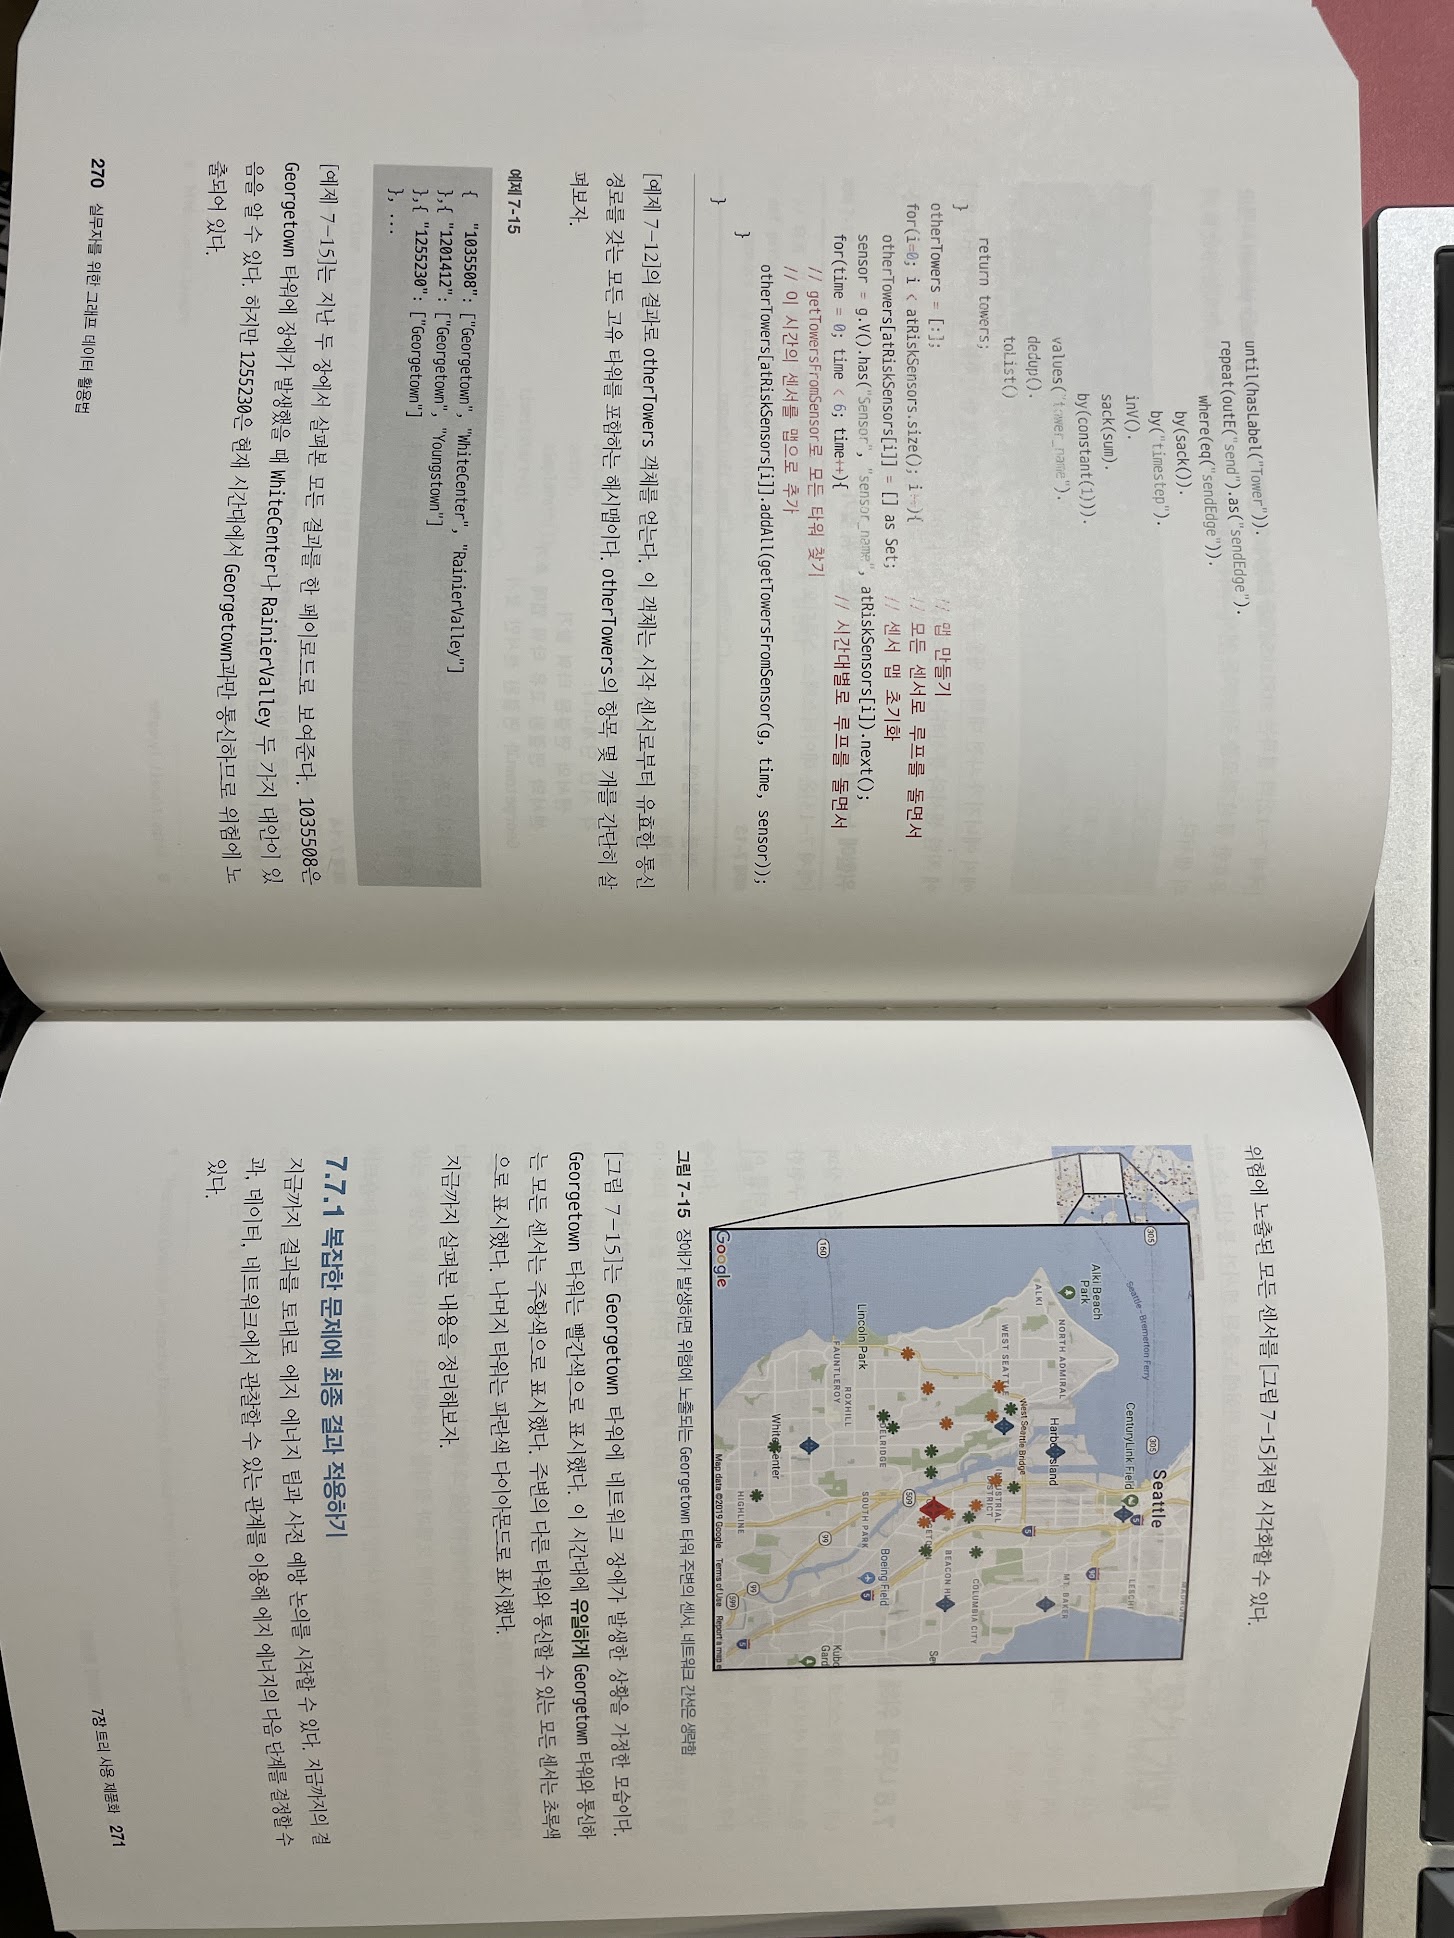 until(hasLabel("Tower")).
repeat(outE("send").as("sendEdge").
where(eq("sendEdge")).
by(sack()).
by("timestep").
inV().
sack(sum).
by(constant(1))).
values("tower_name").
dedup().
toList()
return towers;
}
otherTowers = [:]; // 맵 만들기
for(i=0; i < atRiskSensors.size(); i++){ // 모든 센서로 루프를 돌면서
otherTowers[atRiskSensors[i]] = [] as Set; // 센서 맵 초기화
sensor = g.V().has("Sensor", "sensor_name", atRiskSensors[i]).next();
for(time = 0; time < 6; time++){ // 시간대별로 루프를 돌면서
// getTowersFromSensor로 모든 타워 찾기
// 이 시간의 센서를 맵으로 추가
otherTowers[atRiskSensors[i]].addAll(getTowersFromSensor(g, time, sensor));
}
}
[예제 7-12]의 결과로 otherTowers 객체를 얻는다. 이 객체는 시작 센서로부터 유효한 통신
경로를 갖는 모든 고유 타워를 포함하는 해시맵이다. otherTowers의 항목 몇 개를 간단히 살
펴보자.
예제 7-15
{ "1035508": ["Georgetown", "WhiteCenter", "RainierValley"]
},{ "1201412": ["Georgetown", "Youngstown"]
},{ "1255230": ["Georgetown"]
}, ...
[예제 7-15]는 지난 두 장에서 살펴본 모든 결과를 한 페이로드로 보여준다. 1035508은
Georgetown 타워에 장애가 발생했을 때 WhiteCenter나 RainierValley 두 가지 대안이 있
음을 알 수 있다. 하지만 1255230은 현재 시간대에서 Georgetown과만 통신하므로 위험에 노
출되어 있다.
270 실무자를 위한 그래프 데이터 활용법
위험에 노출된 모든 센서를 [그림 7-15]처럼 시각화할 수 있다.
MADRONA
305
305
Seattle
Seattle - Bremerton Ferry
CenturyLink Field
5
LESCHI
90
Alki Beach
Park
NORTH ADMIRAL
MT. BAKER
Harbor Island
ALKI
West Seattle Bridge
5
WEST SEATTLE
INDUSTRIAL
DISTRICT
COLUMBIA CITY
BEACON HILL
Se
GEORGETOWN
509
DELRIDGE
Boeing Field
5
Lincoln Park
SOUTH PARK
ROXHILL
FAUNTLEROY
160
99
Kubo
Gard
White Center
99
HIGHLINE
599
5
Google
Map data ©2019 Google Terms of Use Report a map e
그림 7-15 장애가 발생하면 위험에 노출되는 Georgetown 타워 주변의 센서. 네트워크 간선은 생략함
[그림 7-15]는 Georgetown 타워에 네트워크 장애가 발생한 상황을 가정한 모습이다.
Georgetown 타워는 빨간색으로 표시했다. 이 시간대에 유일하게 Georgetown 타워와 통신하
는 모든 센서는 주황색으로 표시했다. 주변의 다른 타워와 통신할 수 있는 모든 센서는 초록색
으로 표시했다. 나머지 타워는 파란색 다이아몬드로 표시했다.
지금까지 살펴본 내용을 정리해보자.
7.7.1 복잡한 문제에 최종 결과 적용하기
지금까지 결과를 토대로 에지 에너지 팀과 사전 예방 논의를 시작할 수 있다. 지금까지의 결
과, 데이터, 네트워크에서 관찰할 수 있는 관계를 이용해 에지 에너지의 다음 단계를 결정할 수
있다.
7장 트리 사용 제품화 271